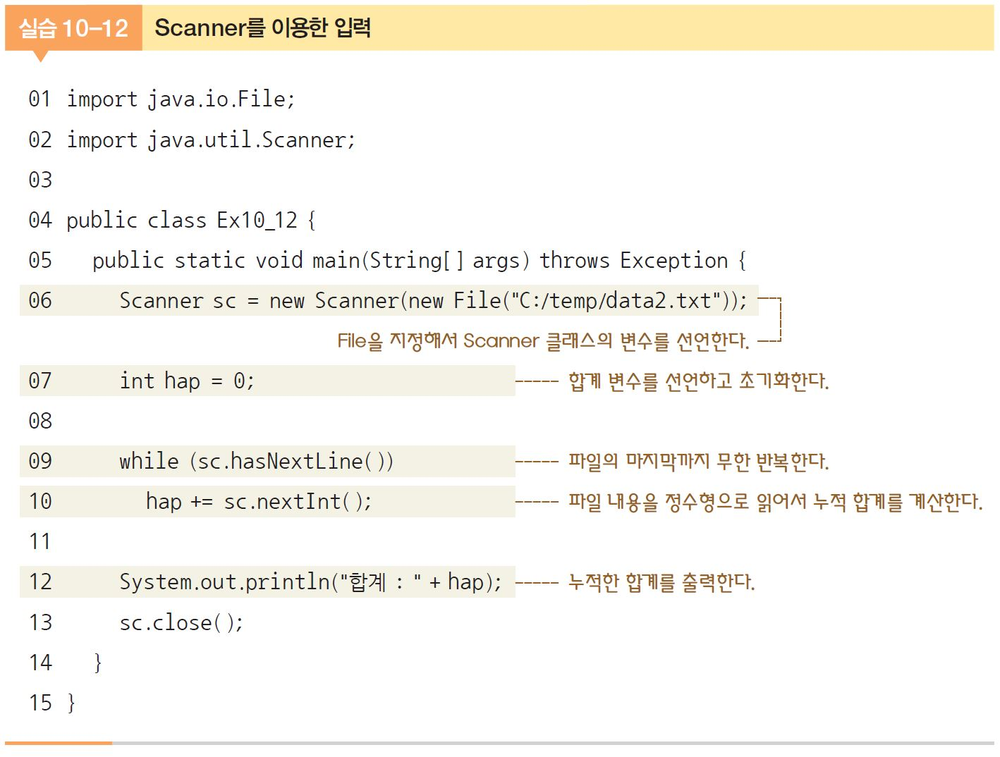 실습 10-12 Scanner를 이용한 입력
01 import java.io.File;
02 import java.util.Scanner;
03
04 public class Ex10_12 {
05 public static void main(String[] args) throws Exception {
06 Scanner sc = new Scanner(new File("C:/temp/data2.txt"));
File을 지정해서 Scanner 클래스의 변수를 선언한다.
07 int hap = 0; 합계 변수를 선언하고 초기화한다.
08
09 while (sc.hasNextLine()) 파일의 마지막까지 무한 반복한다.
10 hap += sc.nextInt(); 파일 내용을 정수형으로 읽어서 누적 합계를 계산한다.
11
12 System.out.println("합계 : " + hap); 누적한 합계를 출력한다.
13 sc.close();
14 }
15 }